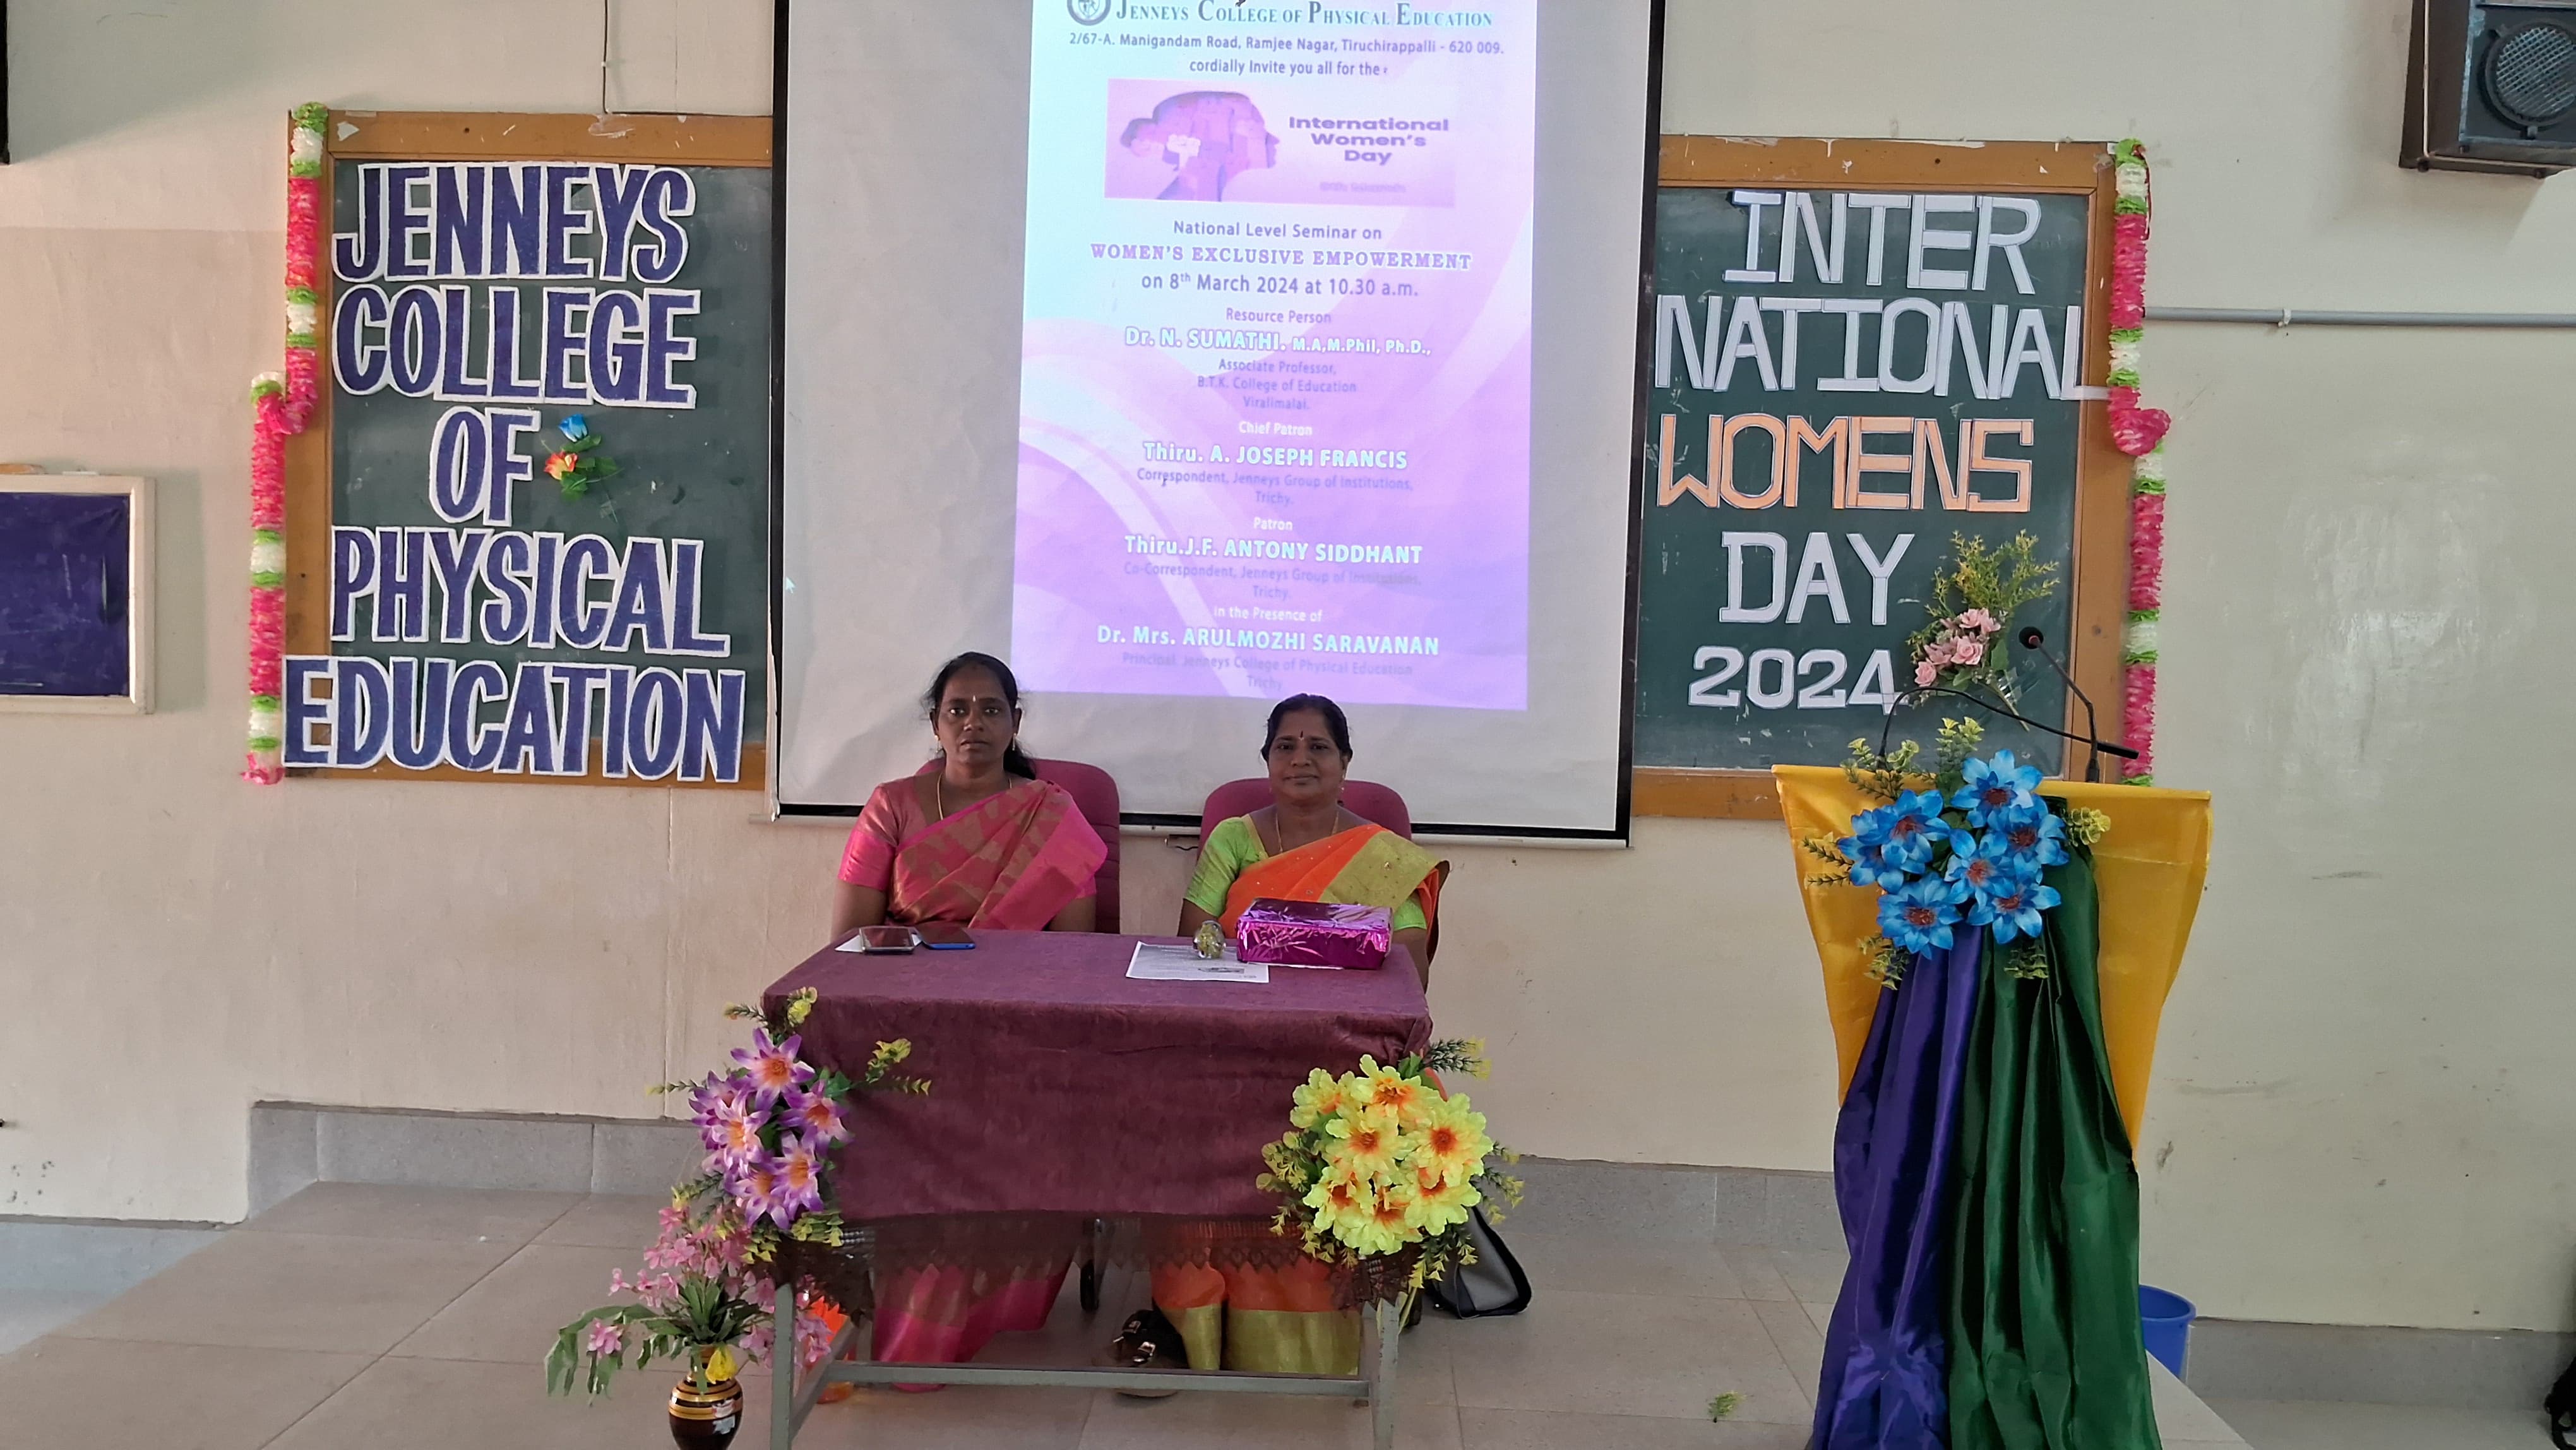 JENNEYS
COLLEGE
OF
PHYSICAL
EDUCATION
JENNEYS COLLEGE OF PHYSICAL EDUCATION
2/67-A. Manigandam Road, Ramjee Nagar, Tiruchirappalli - 620 009.
cordially Invite you all for the
International
Women's
Day
National Level Seminar on
WOMEN'S EXCLUSIVE EMPOWERMENT
on 8th March 2024 at 10.30 a.m.
Resource Person
Dr. N. SUMATHI. M.A,M.Phil, Ph.D.,
Associate Professor,
B.T.K. College of Education
Viralimalai.
Chief Patron
Thiru. A. JOSEPH FRANCIS
Correspondent, Jenneys Group of Institutions,
Trichy.
Patron
Thiru.J.F. ANTONY SIDDHANT
Co-Correspondent, Jenneys Group of Institutions,
Trichy.
in the Presence of
Dr. Mrs. ARULMOZHI SARAVANAN
Principal, Jenneys College of Physical Education
Trichy
INTER
NATIONAL
WOMENS
DAY
2024